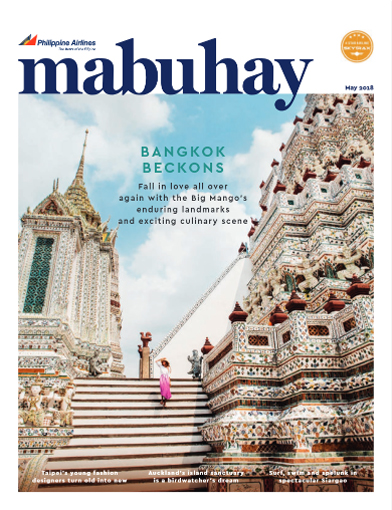 Philippine Airlines
mabuhay
May 2018
BANGKOK
BECKONS
Fall in love all over
again with the Big Mango's
enduring landmarks
and exciting culinary scene
Taipei's young fashion
designers turn old into new
Auckland's island sanctuary
is a birdwatcher's dream
Surf, swim and spelunk in
spectacular Siargao